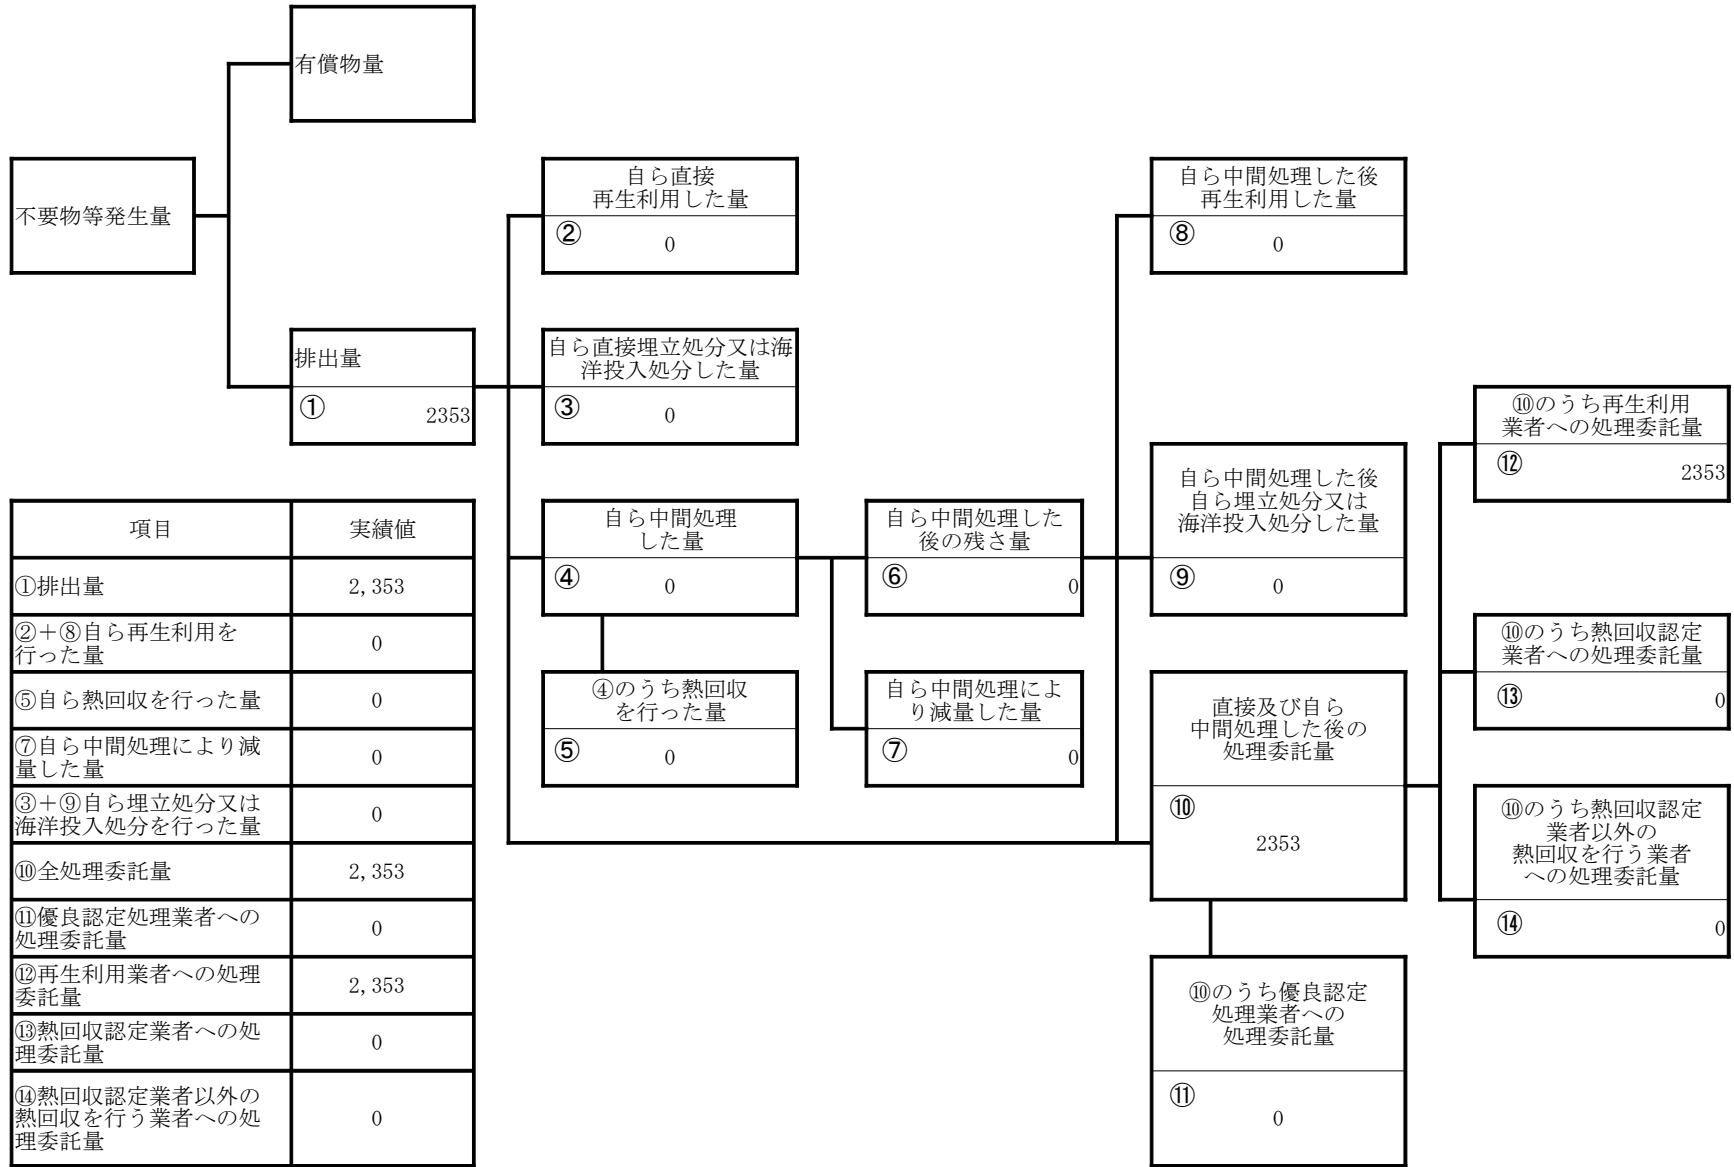 有償物量
不要物等発生量
自ら直接
再生利用した量
②
0
自ら中間処理した後
再生利用した量
⑧
0
排出量
①
2353
自ら直接埋立処分又は海
洋投入処分した量
③
0
⑩のうち再生利用
業者への処理委託量
⑫
2353
自ら中間処理
した量
④
0
自ら中間処理した
後の残さ量
⑥
0
自ら中間処理した後
自ら埋立処分又は
海洋投入処分した量
⑨
0
⑩のうち熱回収認定
業者への処理委託量
⑬
0
④のうち熱回収
を行った量
⑤
0
自ら中間処理によ
り減量した量
⑦
0
直接及び自ら
中間処理した後の
処理委託量
⑩
2353
⑩のうち熱回収認定
業者以外の
熱回収を行う業者
への処理委託量
⑭
0
⑩のうち優良認定
処理業者への
処理委託量
⑪
0
項目 実績値
①排出量 2,353
②+⑧自ら再生利用を
行った量 0
⑤自ら熱回収を行った量 0
⑦自ら中間処理により減
量した量 0
③+⑨自ら埋立処分又は
海洋投入処分を行った量 0
⑩全処理委託量 2,353
⑪優良認定処理業者への
処理委託量 0
⑫再生利用業者への処理
委託量 2,353
⑬熱回収認定業者への処
理委託量 0
⑭熱回収認定業者以外の
熱回収を行う業者への処
理委託量 0